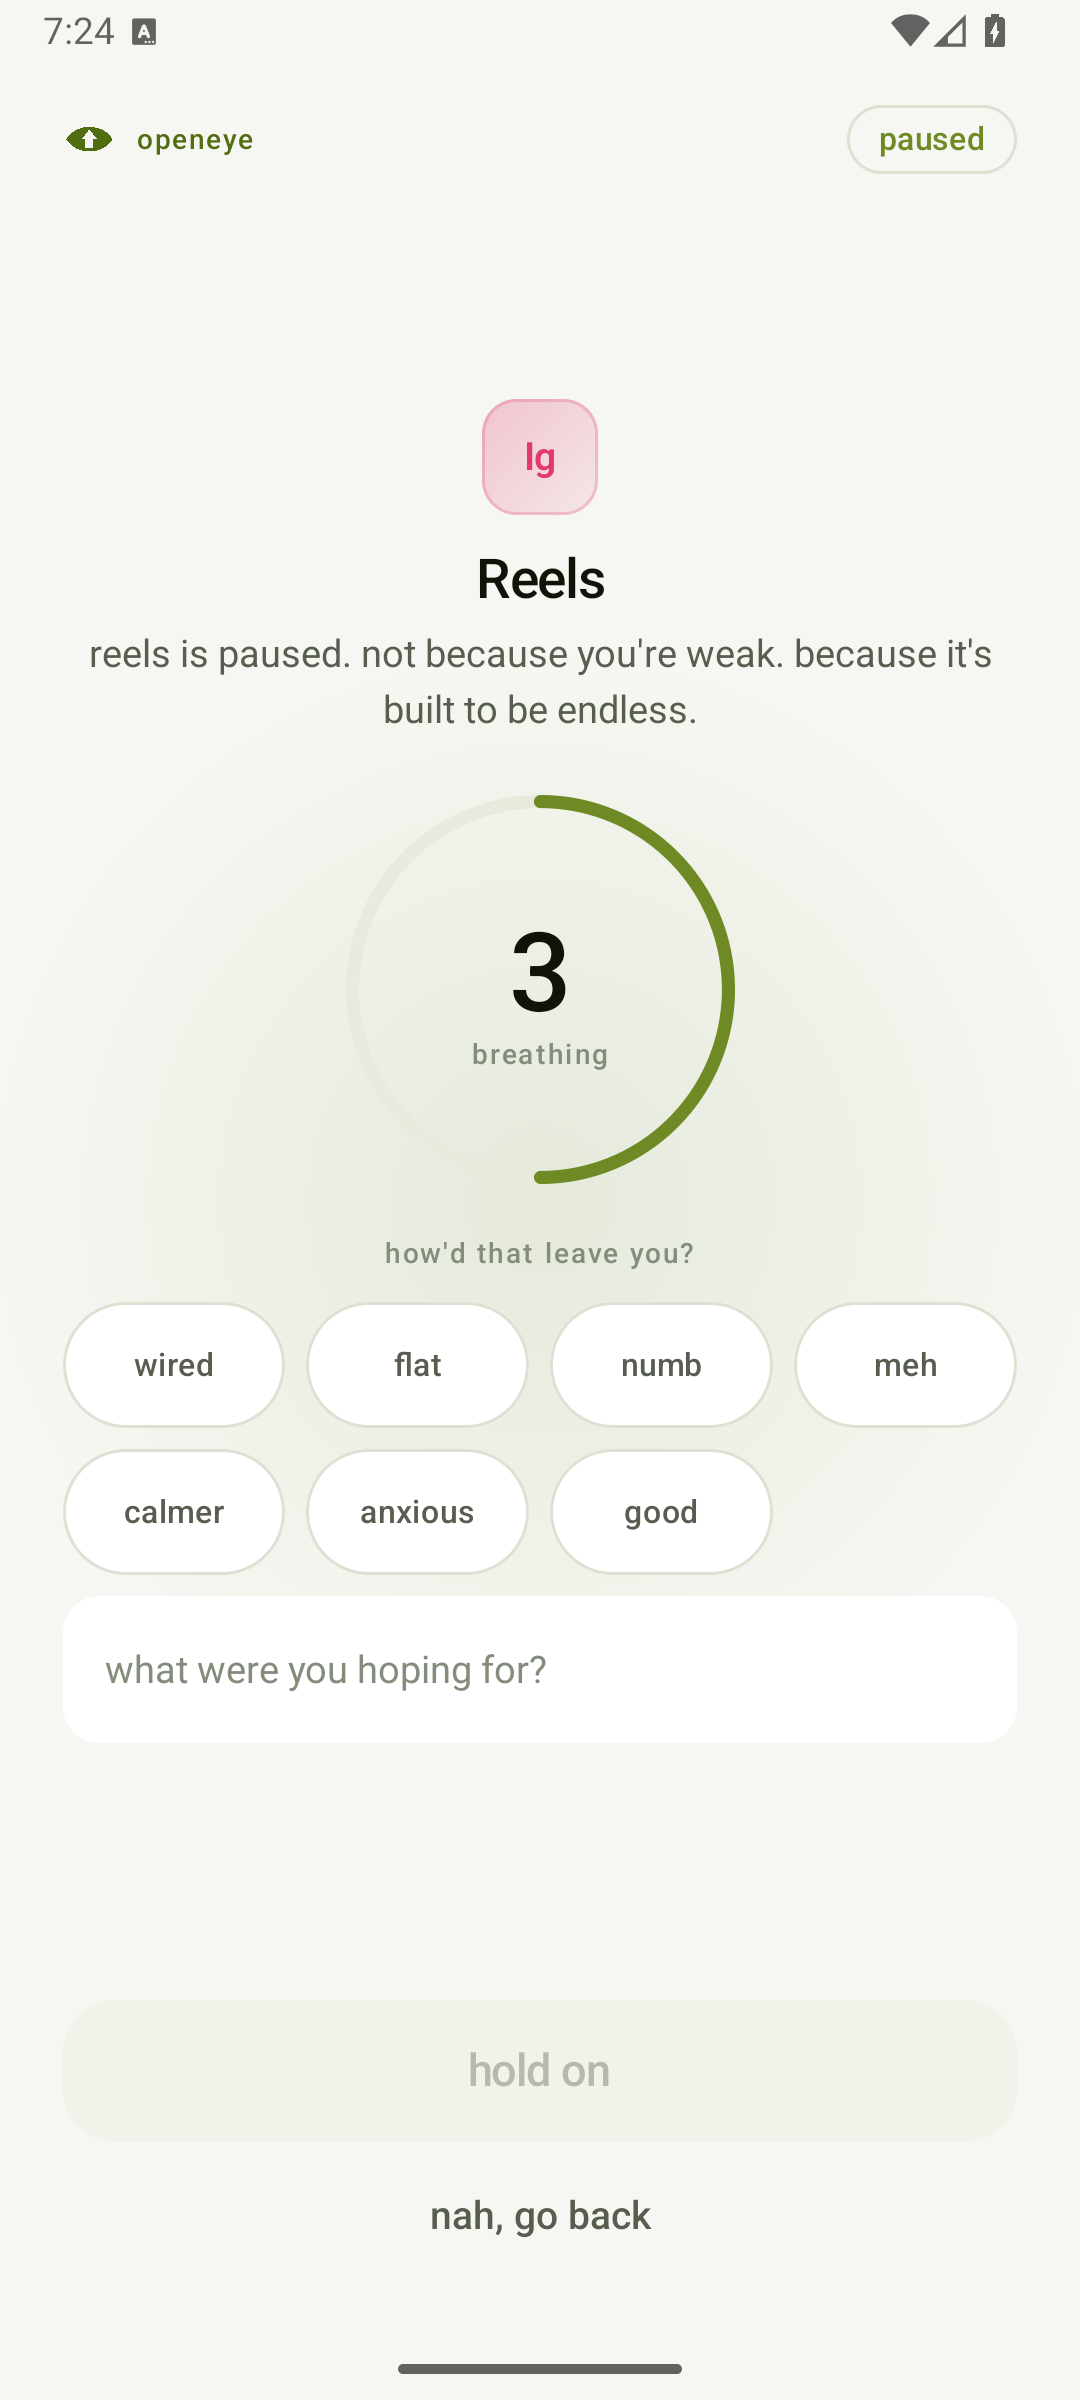 7:24
A
openeye
paused
Ig
Reels
reels is paused. not because you're weak. because it's
built to be endless.
3
breathing
how'd that leave you?
wired
flat
numb
meh
calmer
anxious
good
what were you hoping for?
hold on
nah, go back